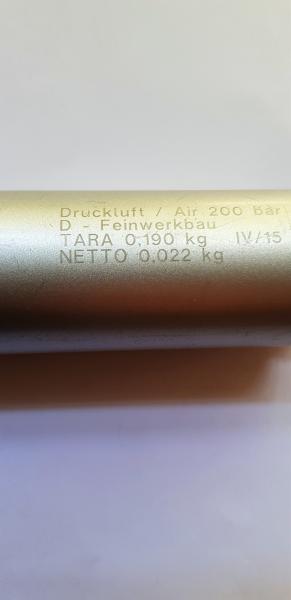 Druckluft / Air 200 Bar
D - Feinwerkbau
TARA 0,190 kg IV/15
NETTO 0,022 kg